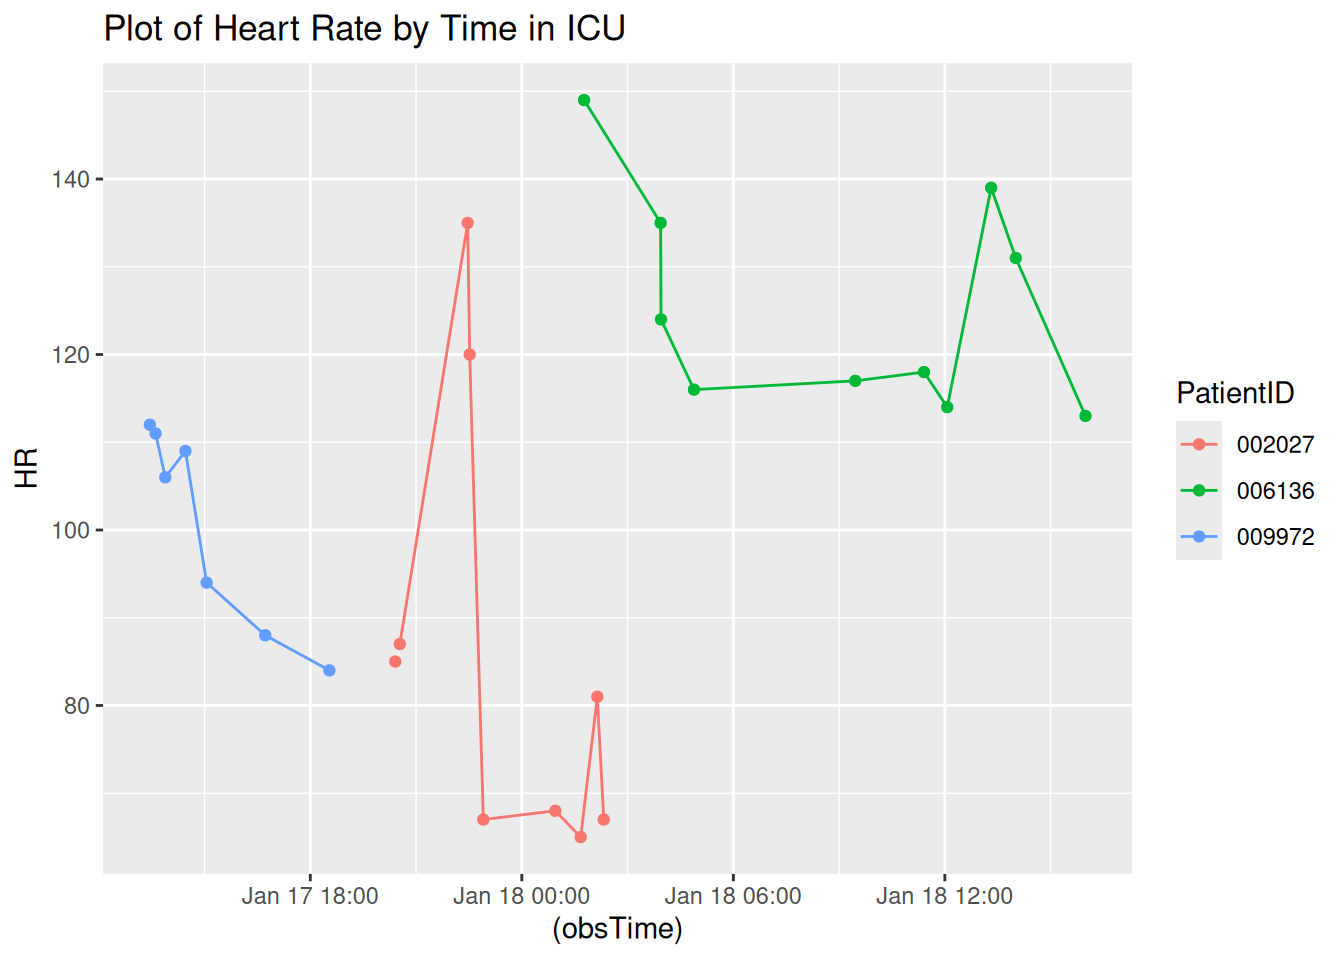 Plot of Heart Rate by Time in ICU
HR
140
120
100
80
Jan 17 18:00
Jan 18 00:00
Jan 18 06:00
Jan 18 12:00
(obsTime)
PatientID
002027
006136
009972